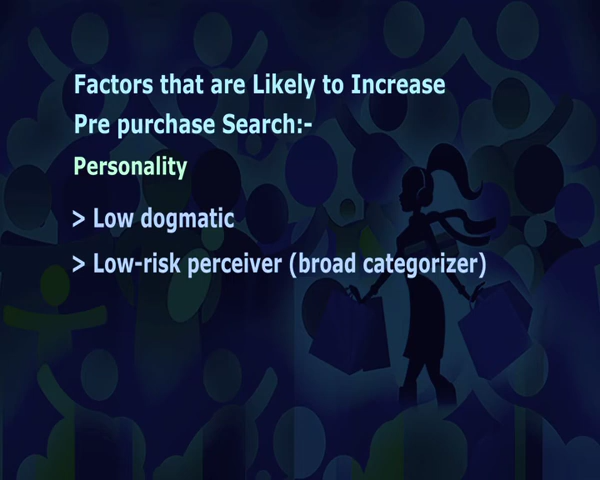 Factors that are Likely to Increase
Pre purchase Search:-
Personality
> Low dogmatic
> Low-risk perceiver (broad categorizer)